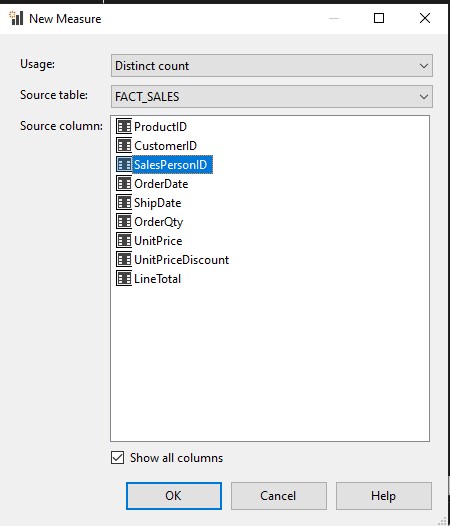 New Measure
Usage: Distinct count
Source table: FACT_SALES
Source column: ProductID
CustomerID
SalesPersonID
OrderDate
ShipDate
OrderQty
UnitPrice
UnitPriceDiscount
LineTotal
Show all columns
OK Cancel Help